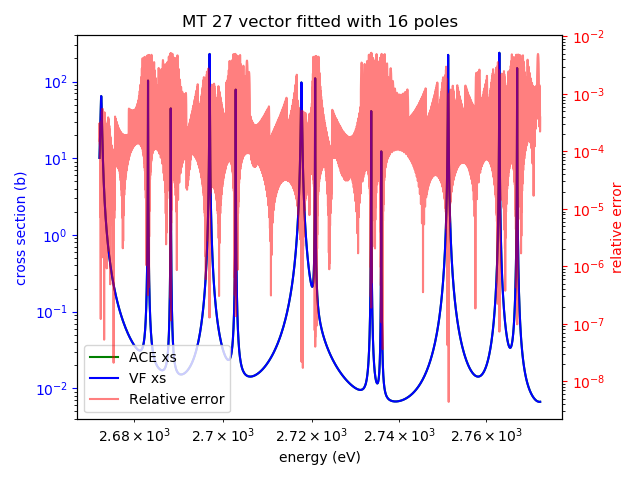 MT 27 vector fitted with 16 poles
10²
10¹
10⁰
10⁻¹
10⁻²
cross section (b)
10⁻²
10⁻³
10⁻⁴
10⁻⁵
10⁻⁶
10⁻⁷
10⁻⁸
relative error
ACE xs
VF xs
Relative error
2.68 × 10³ 2.7 × 10³ 2.72 × 10³ 2.74 × 10³ 2.76 × 10³
energy (eV)